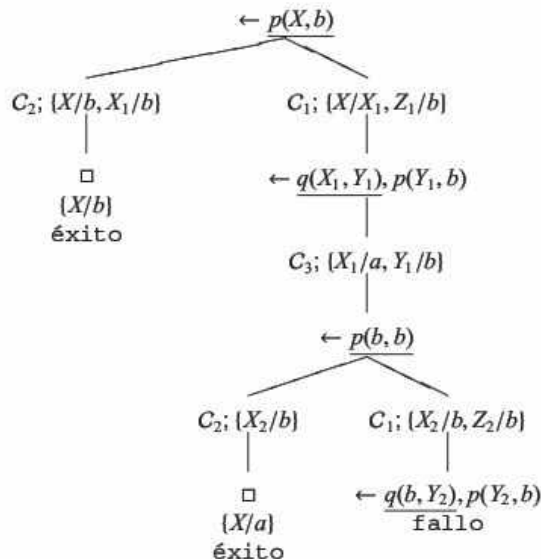 ← p(X, b)
C₂; {X/b, X₁/b}
C₁; {X/X₁, Z₁/b}
□
← q(X₁, Y₁), p(Y₁, b)
{X/b}
éxito
C₃; {X₁/a, Y₁/b}
← p(b, b)
C₂; {X₂/b}
C₁; {X₂/b, Z₂/b}
□
← q(b, Y₂), p(Y₂, b)
{X/a}
fallo
éxito